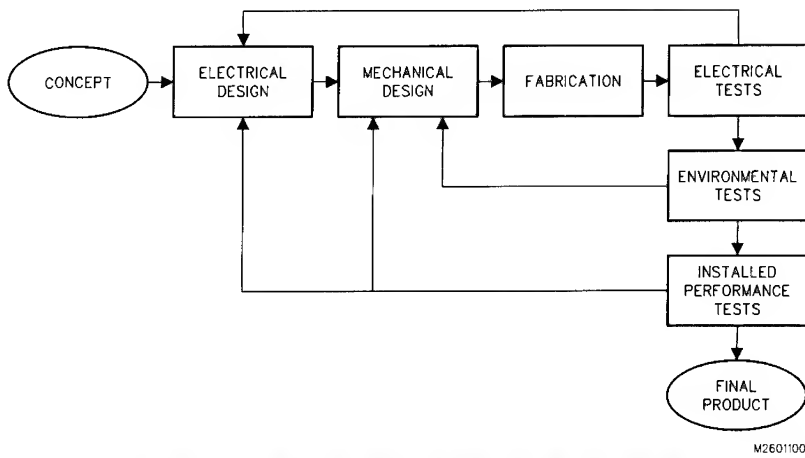 CONCEPT
ELECTRICAL
DESIGN
MECHANICAL
DESIGN
FABRICATION
ELECTRICAL
TESTS
ENVIRONMENTAL
TESTS
INSTALLED
PERFORMANCE
TESTS
FINAL
PRODUCT
M2601100